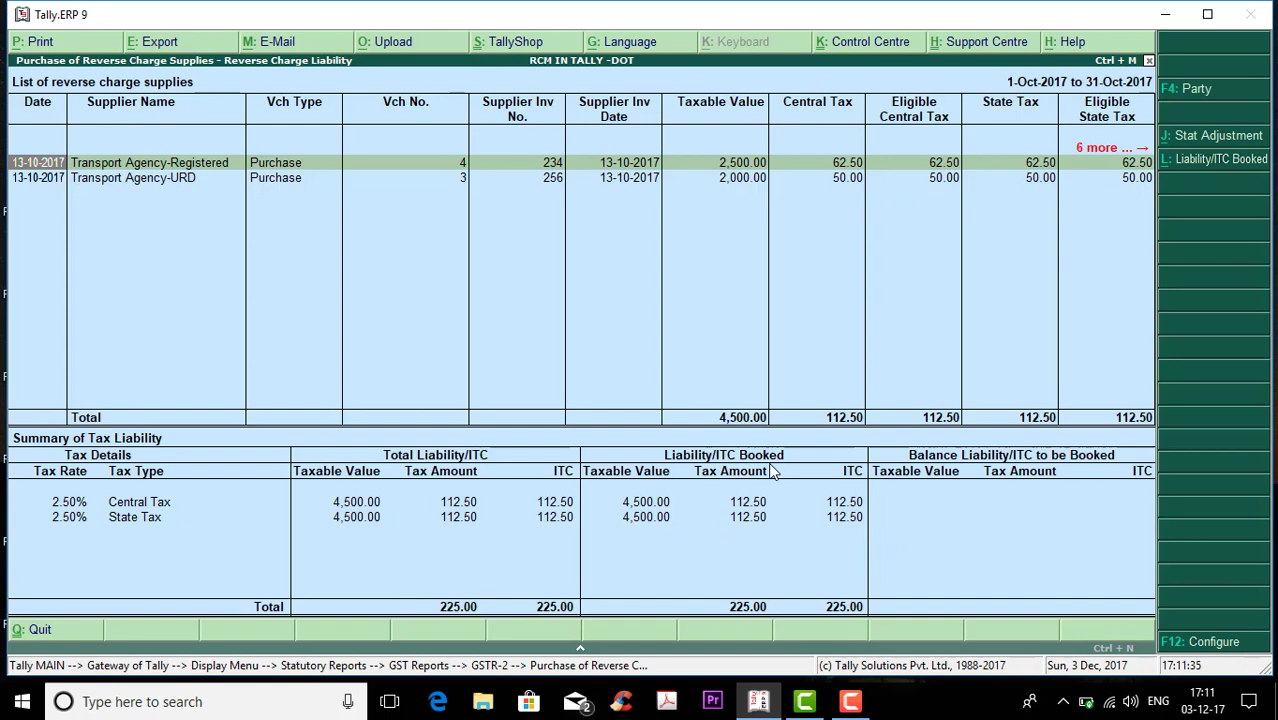 Tally.ERP 9
P: Print E: Export M: E-Mail O: Upload S: TallyShop G: Language K: Keyboard K: Control Centre H: Support Centre H: Help
Purchase of Reverse Charge Supplies - Reverse Charge Liability RCM IN TALLY -DOT Ctrl + M
List of reverse charge supplies 1-Oct-2017 to 31-Oct-2017
Date Supplier Name Vch Type Vch No. Supplier Inv Supplier Inv Taxable Value Central Tax Eligible State Tax Eligible
No. Date Central Tax State Tax
6 more ... →
13-10-2017 Transport Agency-Registered Purchase 4 234 13-10-2017 2,500.00 62.50 62.50 62.50 62.50
13-10-2017 Transport Agency-URD Purchase 3 256 13-10-2017 2,000.00 50.00 50.00 50.00 50.00
Total 4,500.00 112.50 112.50 112.50 112.50
Summary of Tax Liability
Tax Details Total Liability/ITC Liability/ITC Booked Balance Liability/ITC to be Booked
Tax Rate Tax Type Taxable Value Tax Amount ITC Taxable Value Tax Amount ITC Taxable Value Tax Amount ITC
2.50% Central Tax 4,500.00 112.50 112.50 4,500.00 112.50 112.50
2.50% State Tax 4,500.00 112.50 112.50 4,500.00 112.50 112.50
Total 225.00 225.00 225.00 225.00
Q: Quit
Ctrl + N
F4: Party
J: Stat Adjustment
L: Liability/ITC Booked
F12: Configure
Tally MAIN --> Gateway of Tally --> Display Menu --> Statutory Reports --> GST Reports --> GSTR-2 --> Purchase of Reverse C... (c) Tally Solutions Pvt. Ltd., 1988-2017 Sun, 3 Dec, 2017 17:11:35
Type here to search 2 Pr ENG 17:11
03-12-17